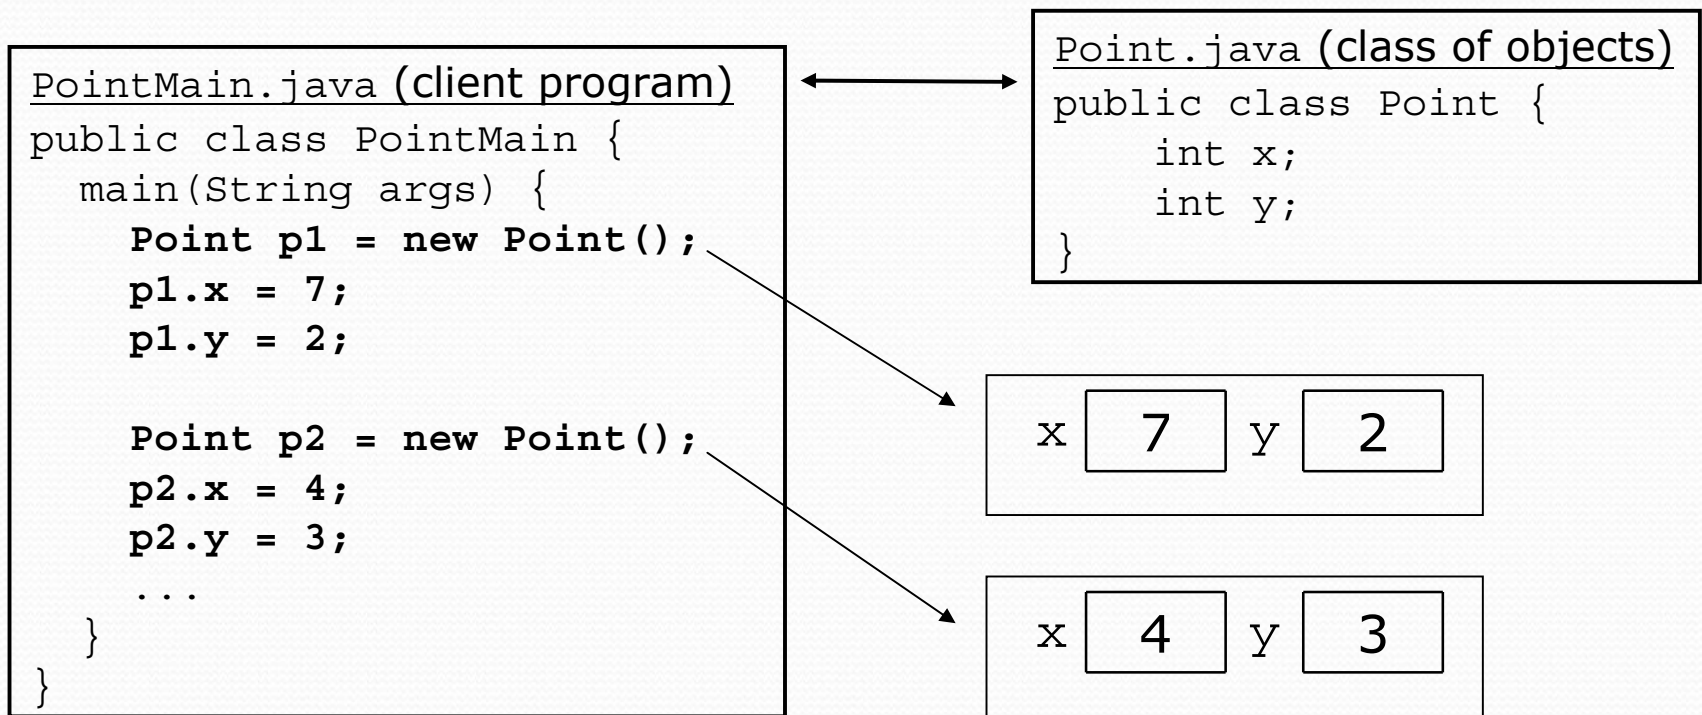 PointMain.java (client program)
public class PointMain {
main(String args) {
Point p1 = new Point();
p1.x = 7;
p1.y = 2;
Point p2 = new Point();
p2.x = 4;
p2.y = 3;
...
}
}
Point.java (class of objects)
public class Point {
int x;
int y;
}
x 7 y 2
x 4 y 3